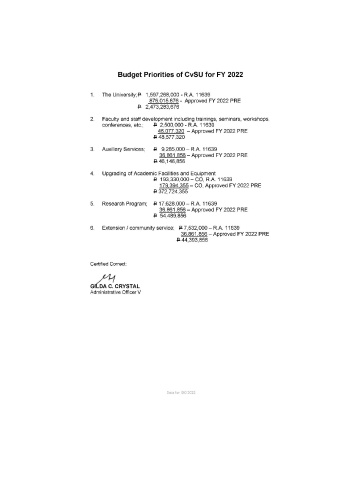 Budget Priorities of CvSU for FY 2022
1. The University; ₱ 1,597,268,000 - R.A. 11639
876,015,676 - Approved FY 2022 PRE
₱ 2,473,283,676
2. Faculty and staff development including trainings, seminars, workshops
conferences, etc; ₱ 2,500,000 - R.A. 11639
46,077,320 – Approved FY 2022 PRE
₱ 48,577,320
3. Auxiliary Services; ₱ 9,285,000 – R.A. 11639
36,861,856 – Approved FY 2022 PRE
₱ 46,146,856
4. Upgrading of Academic Facilities and Equipment
₱ 193,330,000 – CO, R.A. 11639
179,394,355 – CO, Approved FY 2022 PRE
₱ 372,724,355
5. Research Program; ₱ 17,628,000 – R.A. 11639
36,861,856 – Approved FY 2022 PRE
₱ 54,489,856
6. Extension / community service; ₱ 7,532,000 – R.A. 11639
36,861,856 – Approved FY 2022 PRE
₱ 44,393,856
Certified Correct:
GILDA C. CRYSTAL
Administrative Officer V